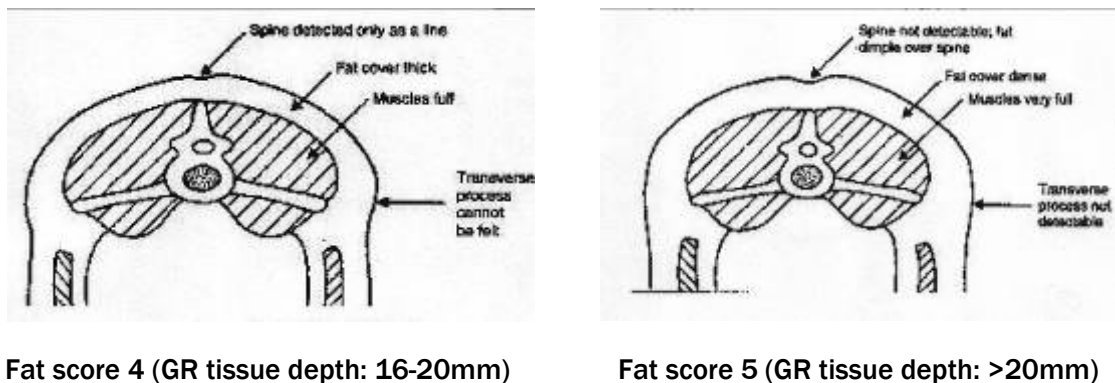 Spine detected only as a line
Fat cover thick
Muscles full
Transverse
process
cannot
be felt
Spine not detectable; fat
dimple over spine
Fat cover dense
Muscles very full
Transverse
process not
detectable
Fat score 4 (GR tissue depth: 16-20mm)
Fat score 5 (GR tissue depth: >20mm)